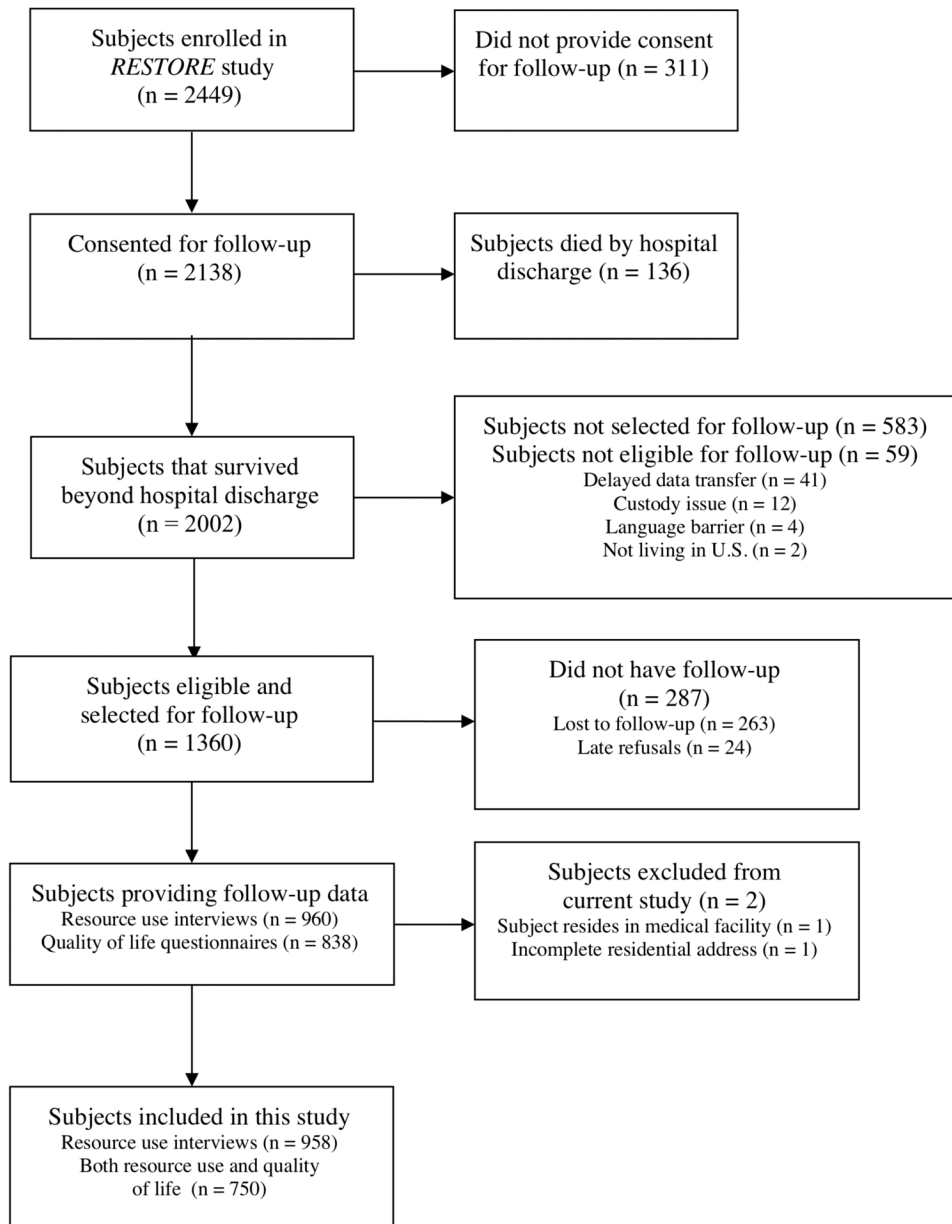 Subjects enrolled in
RESTORE study
(n = 2449)
Did not provide consent
for follow-up (n = 311)
Consented for follow-up
(n = 2138)
Subjects died by hospital
discharge (n = 136)
Subjects that survived
beyond hospital discharge
(n = 2002)
Subjects not selected for follow-up (n = 583)
Subjects not eligible for follow-up (n = 59)
Delayed data transfer (n = 41)
Custody issue (n = 12)
Language barrier (n = 4)
Not living in U.S. (n = 2)
Subjects eligible and
selected for follow-up
(n = 1360)
Did not have follow-up
(n = 287)
Lost to follow-up (n = 263)
Late refusals (n = 24)
Subjects providing follow-up data
Resource use interviews (n = 960)
Quality of life questionnaires (n = 838)
Subjects excluded from
current study (n = 2)
Subject resides in medical facility (n = 1)
Incomplete residential address (n = 1)
Subjects included in this study
Resource use interviews (n = 958)
Both resource use and quality
of life (n = 750)